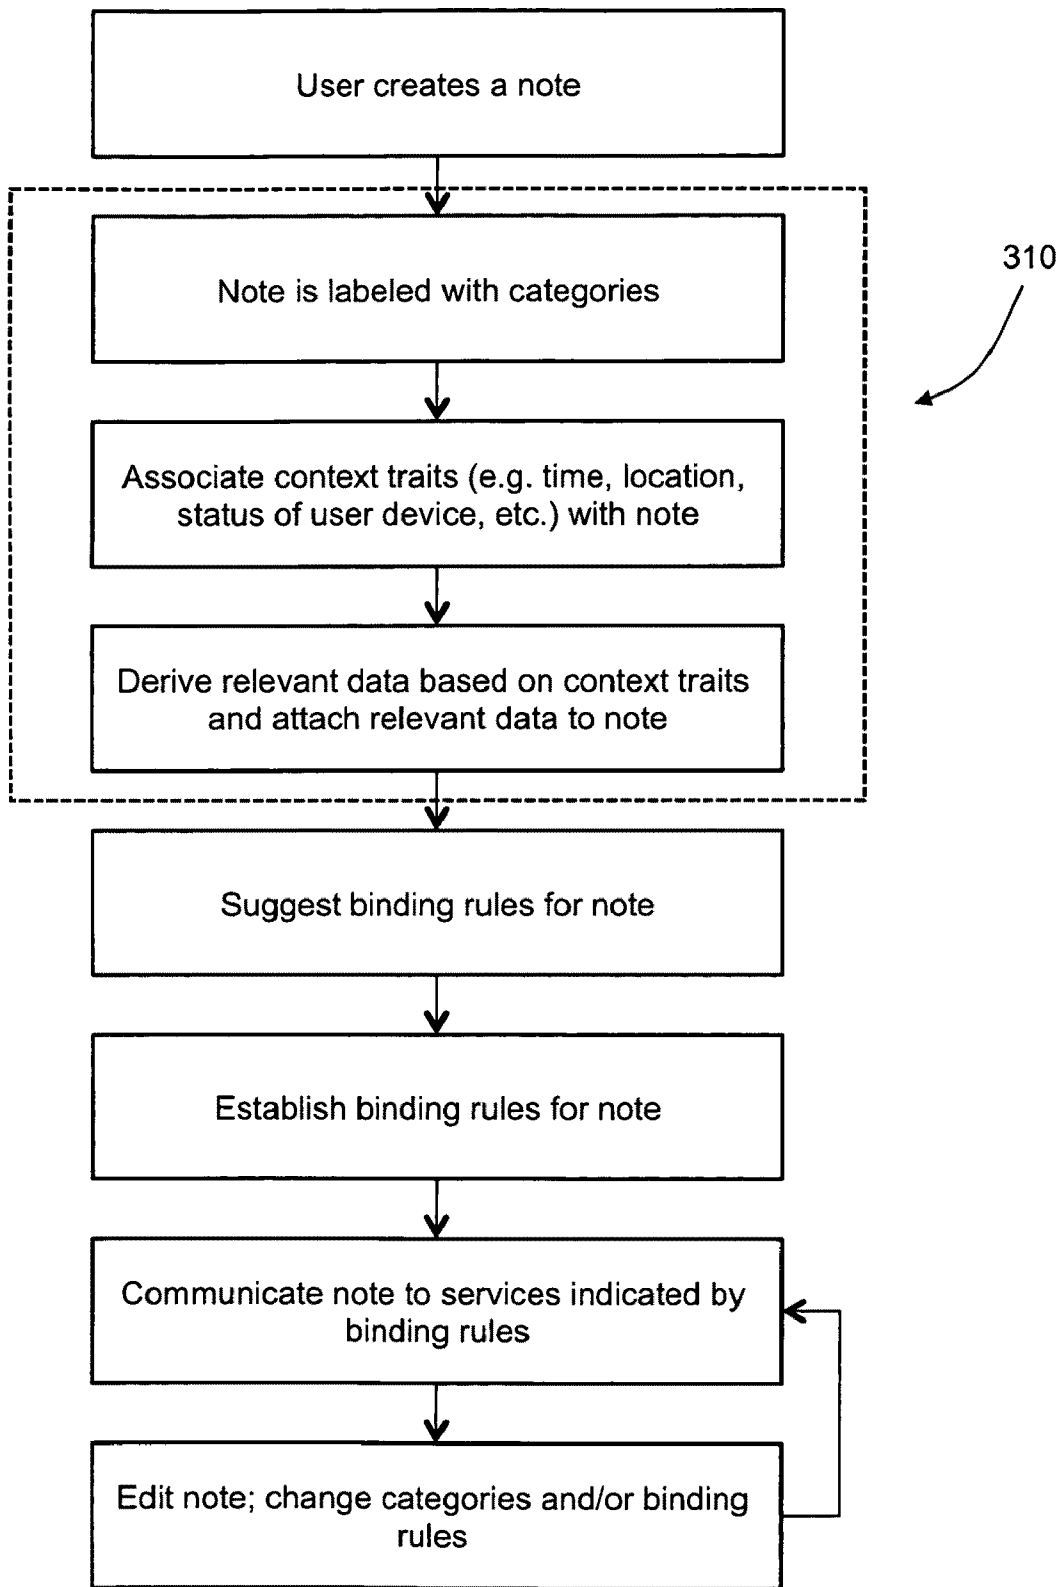 User creates a note
Note is labeled with categories
310
Associate context traits (e.g. time, location,
status of user device, etc.) with note
Derive relevant data based on context traits
and attach relevant data to note
Suggest binding rules for note
Establish binding rules for note
Communicate note to services indicated by
binding rules
Edit note; change categories and/or binding
rules